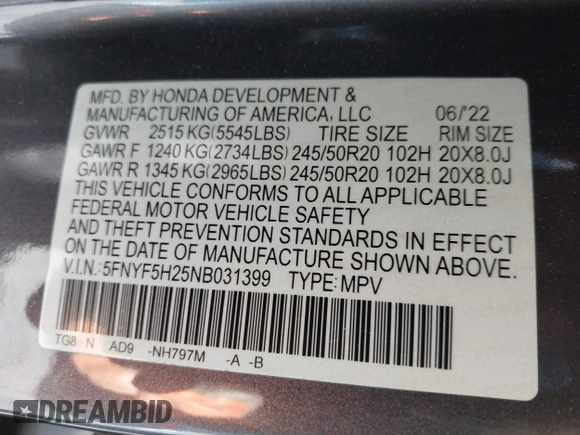 MFD. BY HONDA DEVELOPMENT &
MANUFACTURING OF AMERICA, LLC 06/'22
GVWR 2515 KG(5545LBS) TIRE SIZE RIM SIZE
GAWR F 1240 KG(2734LBS) 245/50R20 102H 20X8.0J
GAWR R 1345 KG(2965LBS) 245/50R20 102H 20X8.0J
THIS VEHICLE CONFORMS TO ALL APPLICABLE
FEDERAL MOTOR VEHICLE SAFETY
AND THEFT PREVENTION STANDARDS IN EFFECT
ON THE DATE OF MANUFACTURE SHOWN ABOVE.
V.I.N.:5FNYF5H25NB031399 TYPE:MPV
TG8 N AD9 -NH797M -A -B
DREAMBID